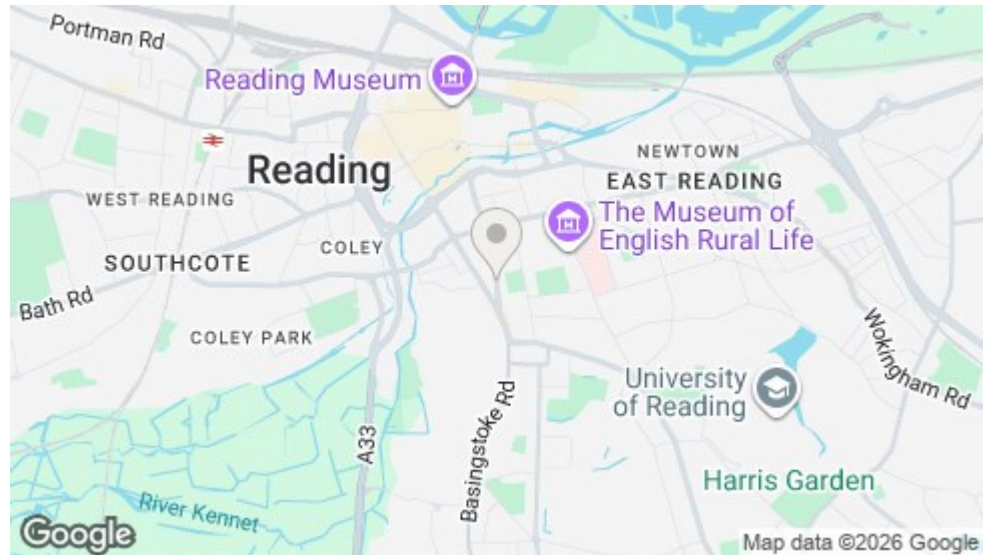 Portman Rd
Reading Museum
Reading
NEWTOWN
EAST READING
WEST READING
The Museum of
English Rural Life
COLEY
SOUTHCOTE
Bath Rd
COLEY PARK
Wokingham Rd
University
of Reading
Basingstoke Rd
A33
Harris Garden
River Kennet
Google
Map data ©2026 Google